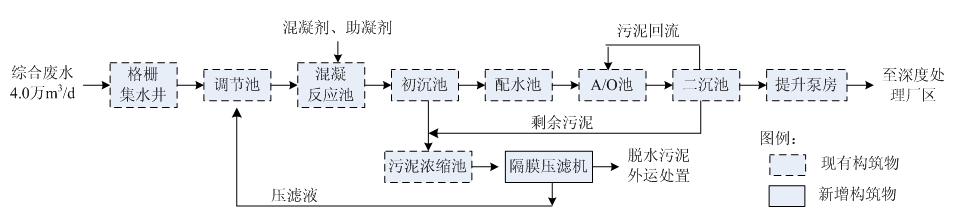 混凝剂、助凝剂
污泥回流
综合废水
4.0万m³/d
格栅
集水井
调节池
混凝
反应池
初沉池
配水池
A/O池
二沉池
提升泵房
至深度处
理厂区
剩余污泥
图例：
污泥浓缩池
隔膜压滤机
脱水污泥
外运处置
现有构筑物
压滤液
新增构筑物